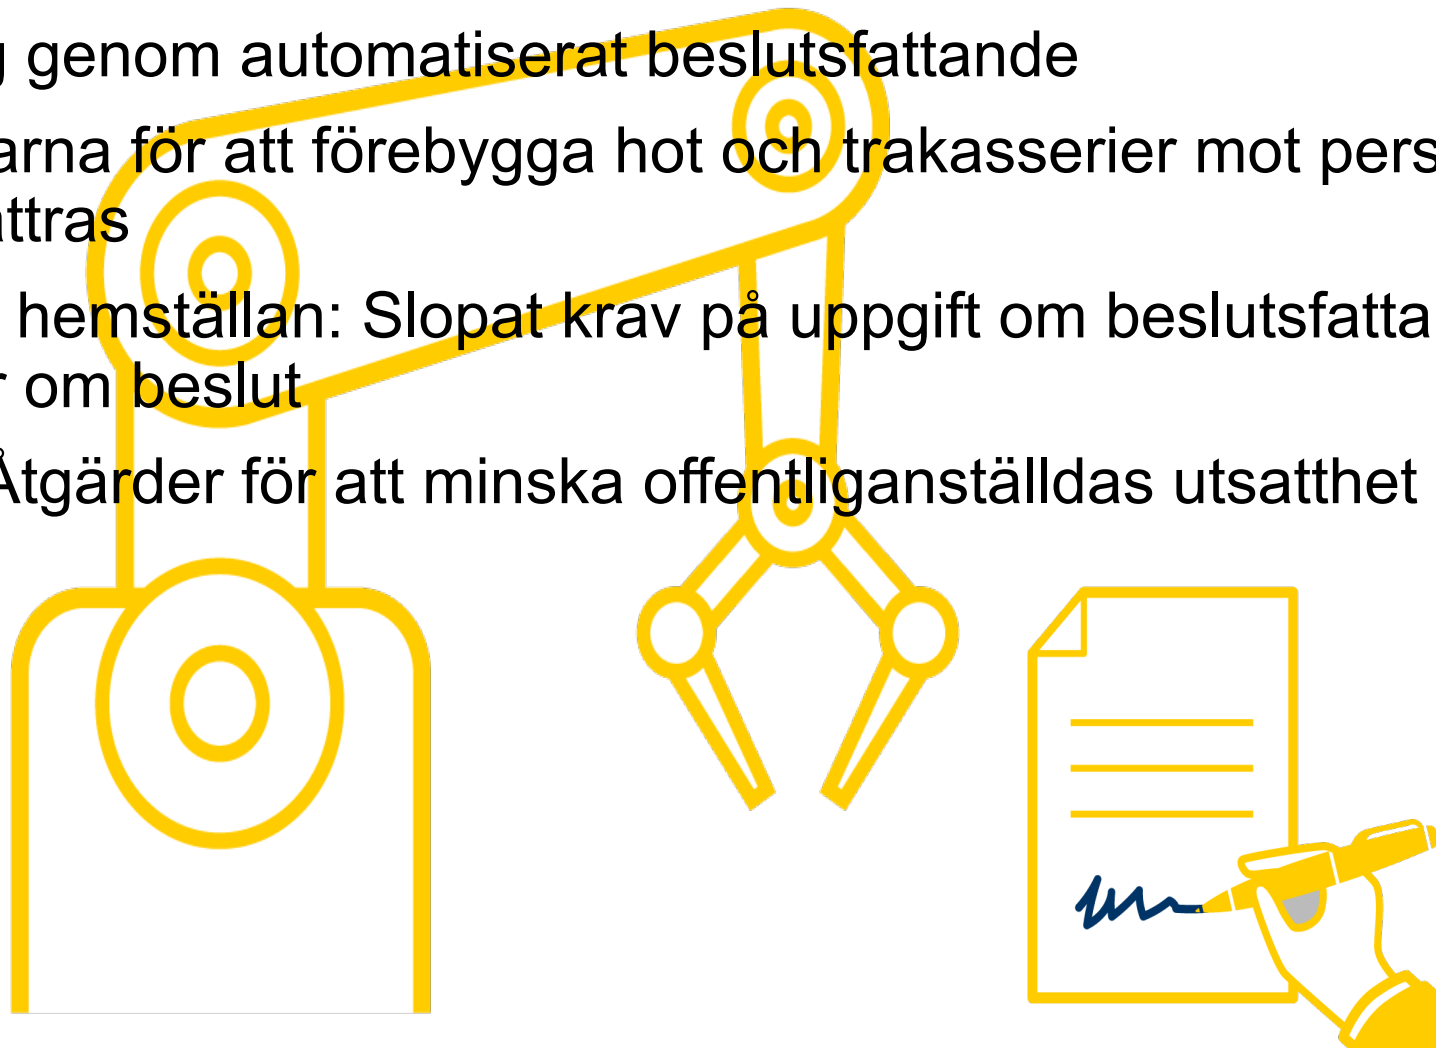 g genom automatiserat beslutsfattande
arna för att förebygga hot och trakasserier mot pers
ättras
hemställan: Slopat krav på uppgift om beslutsfatta
r om beslut
Åtgärder för att minska offentliganställdas utsatthet